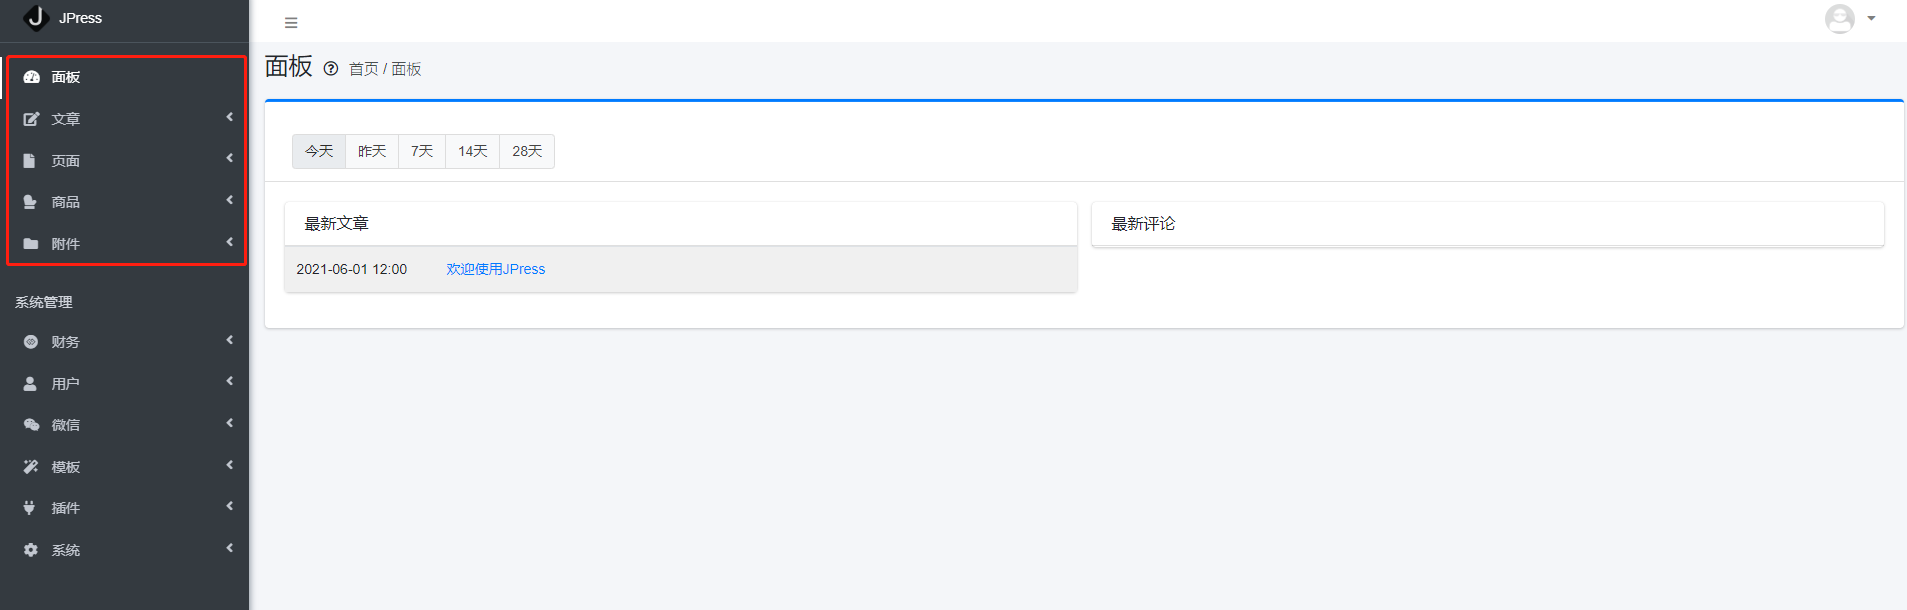 JPress
面板
文章
页面
商品
附件
系统管理
财务
用户
微信
模板
插件
系统
面板 首页 / 面板
今天 昨天 7天 14天 28天
最新文章
2021-06-01 12:00 欢迎使用JPress
最新评论